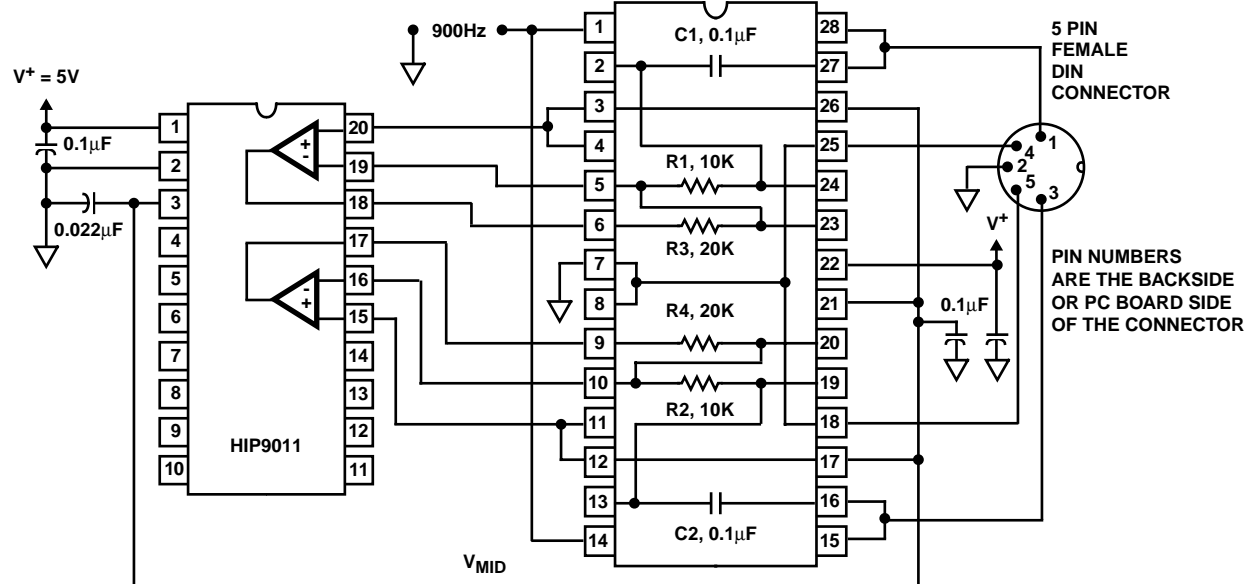 V+ = 5V
0.1μF
0.022μF
1
2
3
4
5
6
7
8
9
10
20
19
18
17
16
15
14
13
12
11
+
-
-
+
HIP9011
900Hz
VMID
1
2
3
4
5
6
7
8
9
10
11
12
13
14
C1, 0.1μF
R1, 10K
R3, 20K
R4, 20K
R2, 10K
C2, 0.1μF
28
27
26
25
24
23
22
21
20
19
18
17
16
15
5 PIN
FEMALE
DIN
CONNECTOR
1
4
2
5
3
V+
0.1μF
PIN NUMBERS
ARE THE BACKSIDE
OR PC BOARD SIDE
OF THE CONNECTOR